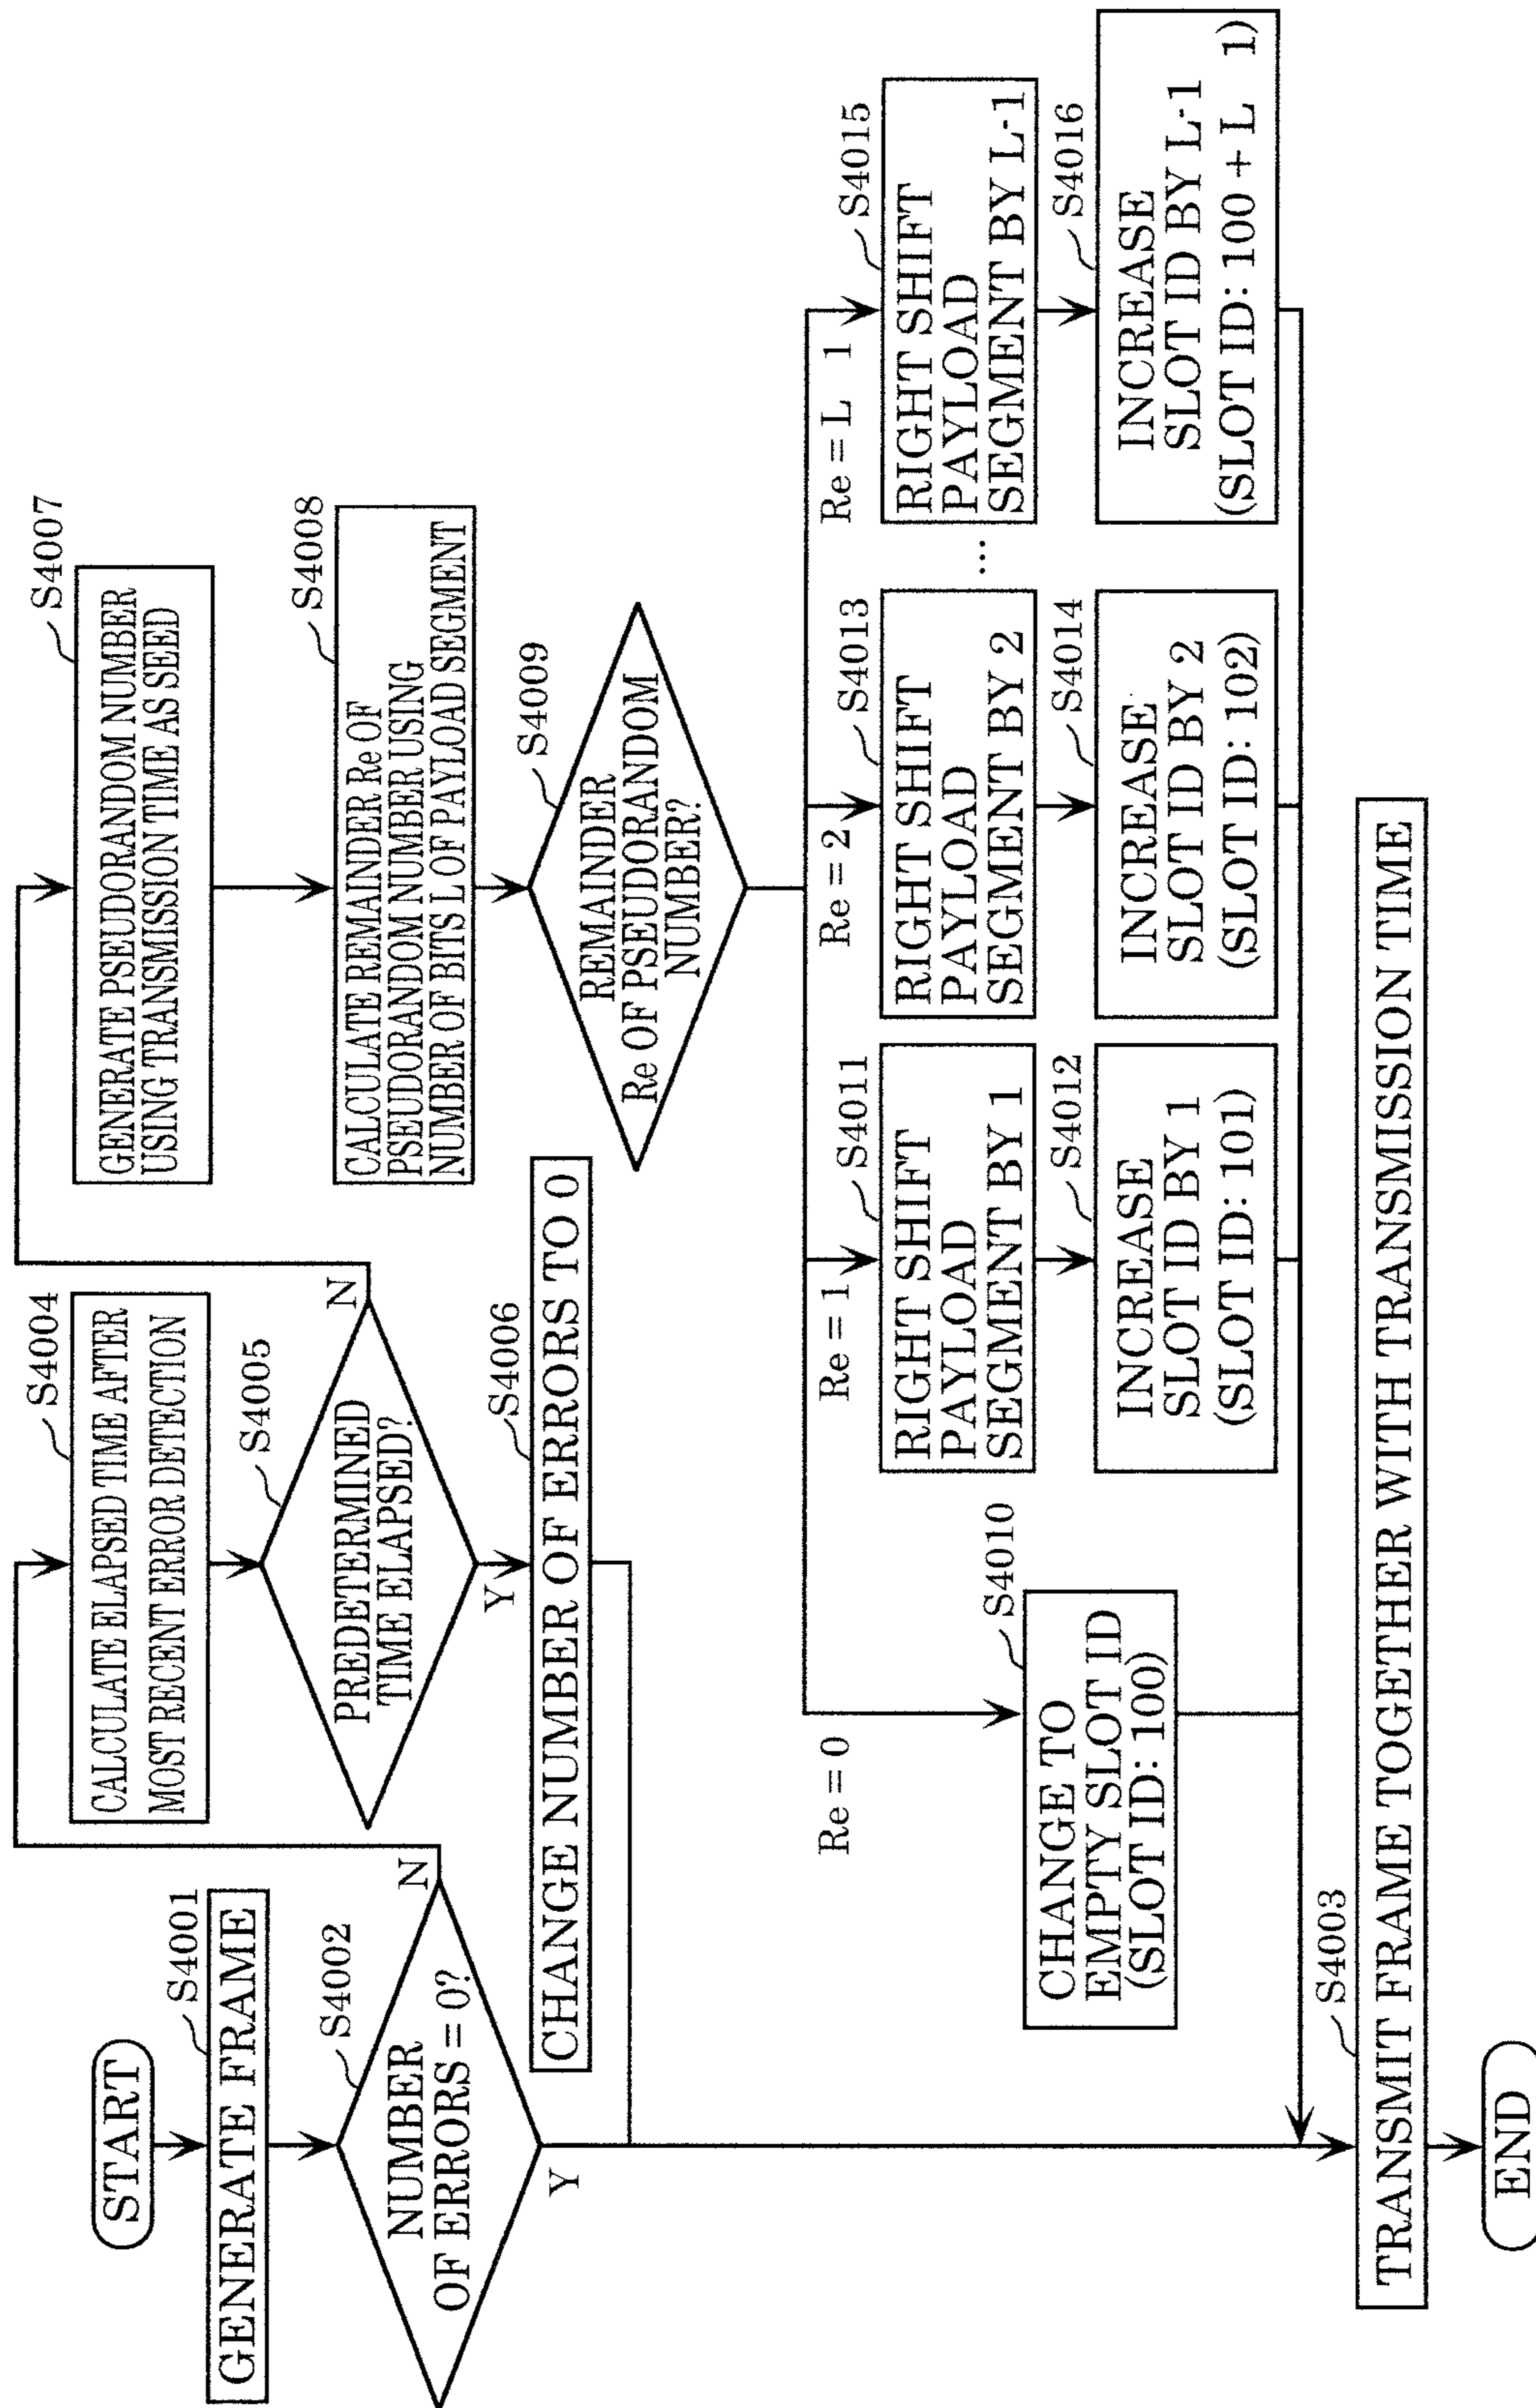 START
S4001
GENERATE FRAME
S4002
NUMBER
OF ERRORS = 0?
N
Y
S4004
CALCULATE ELAPSED TIME AFTER
MOST RECENT ERROR DETECTION
S4005
PREDETERMINED
TIME ELAPSED?
N
Y
S4006
CHANGE NUMBER OF ERRORS TO 0
S4007
GENERATE PSEUDORANDOM NUMBER
USING TRANSMISSION TIME AS SEED
S4008
CALCULATE REMAINDER Re OF
PSEUDORANDOM NUMBER USING
NUMBER OF BITS L OF PAYLOAD SEGMENT
S4009
REMAINDER
Re OF PSEUDORANDOM
NUMBER?
Re = 0
S4010
CHANGE TO
EMPTY SLOT ID
(SLOT ID: 100)
Re = 1
S4011
RIGHT SHIFT
PAYLOAD
SEGMENT BY 1
S4012
INCREASE
SLOT ID BY 1
(SLOT ID: 101)
Re = 2
S4013
RIGHT SHIFT
PAYLOAD
SEGMENT BY 2
S4014
INCREASE
SLOT ID BY 2
(SLOT ID: 102)
...
Re = L 1
S4015
RIGHT SHIFT
PAYLOAD
SEGMENT BY L-1
S4016
INCREASE
SLOT ID BY L-1
(SLOT ID: 100 + L 1)
S4003
TRANSMIT FRAME TOGETHER WITH TRANSMISSION TIME
END